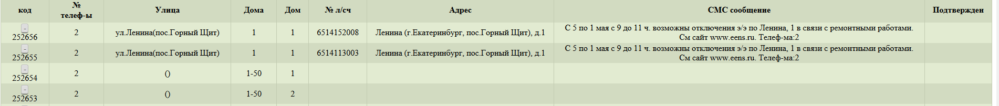 код № телеф-ы Улица Дома Дом № л/сч Адрес СМС сообщение Подтвержден
- 252656 2 ул.Ленина(пос.Горный Щит) 1 1 6514152008 Ленина (г.Екатеринбург, пос.Горный Щит), д.1 С 5 по 1 мая с 9 до 11 ч. возможны отключения э/э по Ленина, 1 в связи с ремонтными работами.
См сайт www.eens.ru. Телеф-ма:2
- 252655 2 ул.Ленина(пос.Горный Щит) 1 1 6514113003 Ленина (г.Екатеринбург, пос.Горный Щит), д.1 С 5 по 1 мая с 9 до 11 ч. возможны отключения э/э по Ленина, 1 в связи с ремонтными работами.
См сайт www.eens.ru. Телеф-ма:2
- 252654 2 () 1-50 1
- 252653 2 () 1-50 2